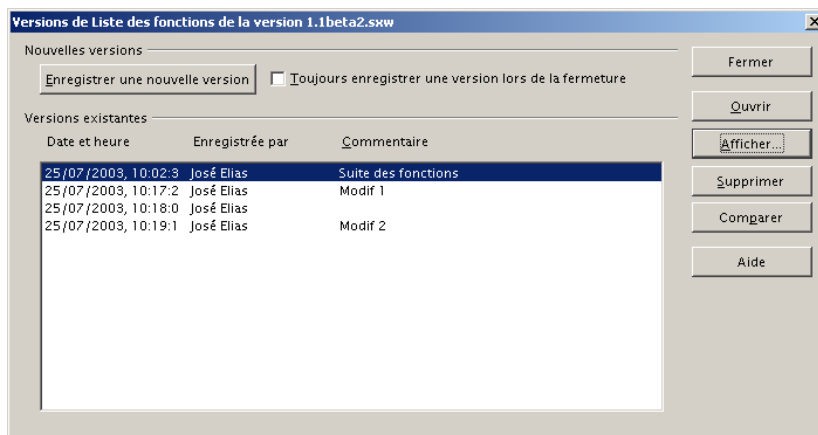 Versions de Liste des fonctions de la version 1.1beta2.sxw
Nouvelles versions
Enregistrer une nouvelle version
Toujours enregistrer une version lors de la fermeture
Versions existantes
Date et heure Enregistrée par Commentaire
25/07/2003, 10:02:3 José Elias Suite des fonctions
25/07/2003, 10:17:2 José Elias Modif 1
25/07/2003, 10:18:0 José Elias
25/07/2003, 10:19:1 José Elias Modif 2
Fermer
Ouvrir
Afficher...
Supprimer
Comparer
Aide